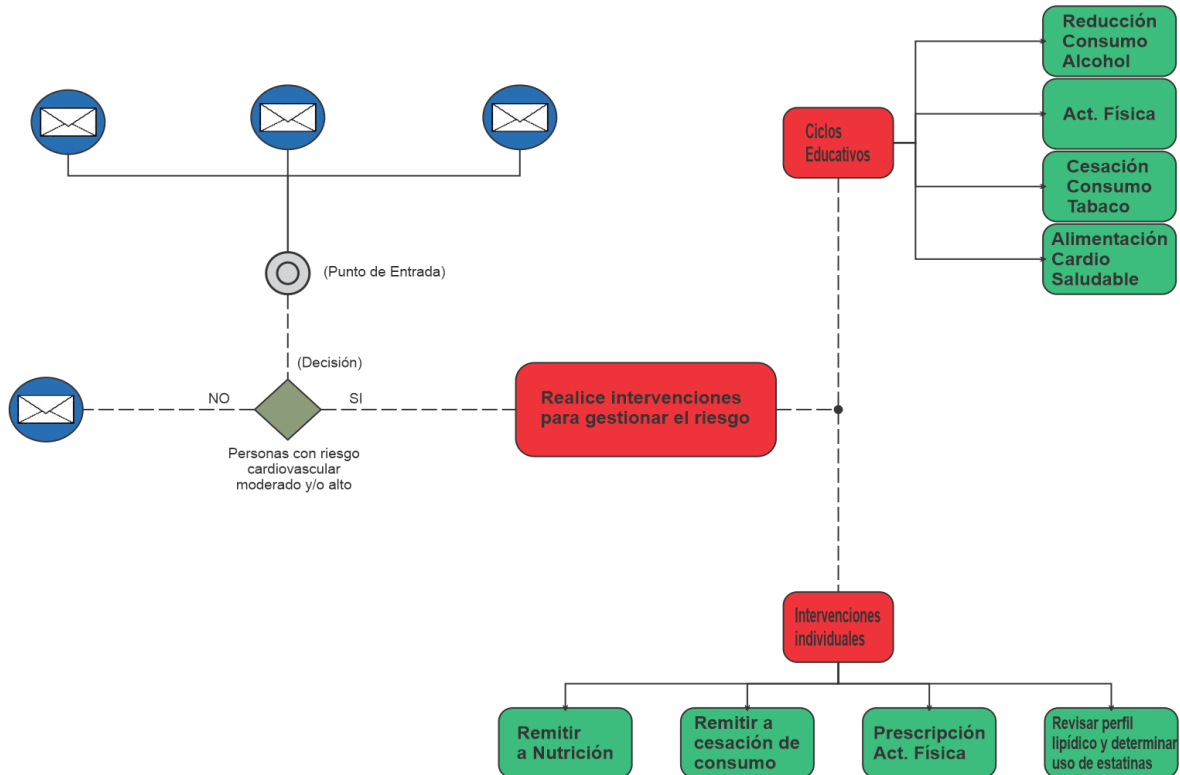 Reducción
Consumo
Alcohol
Act. Física
Ciclos
Educativos
Cesación
Consumo
Tabaco
Alimentación
Cardio
Saludable
(Punto de Entrada)
(Decisión)
NO
SI
Personas con riesgo
cardiovascular
moderado y/o alto
Realice intervenciones
para gestionar el riesgo
Intervenciones
individuales
Remitir
a Nutrición
Remitir a
cesación de
consumo
Prescripción
Act. Física
Revisar perfil
lipídico y determinar
uso de estatinas